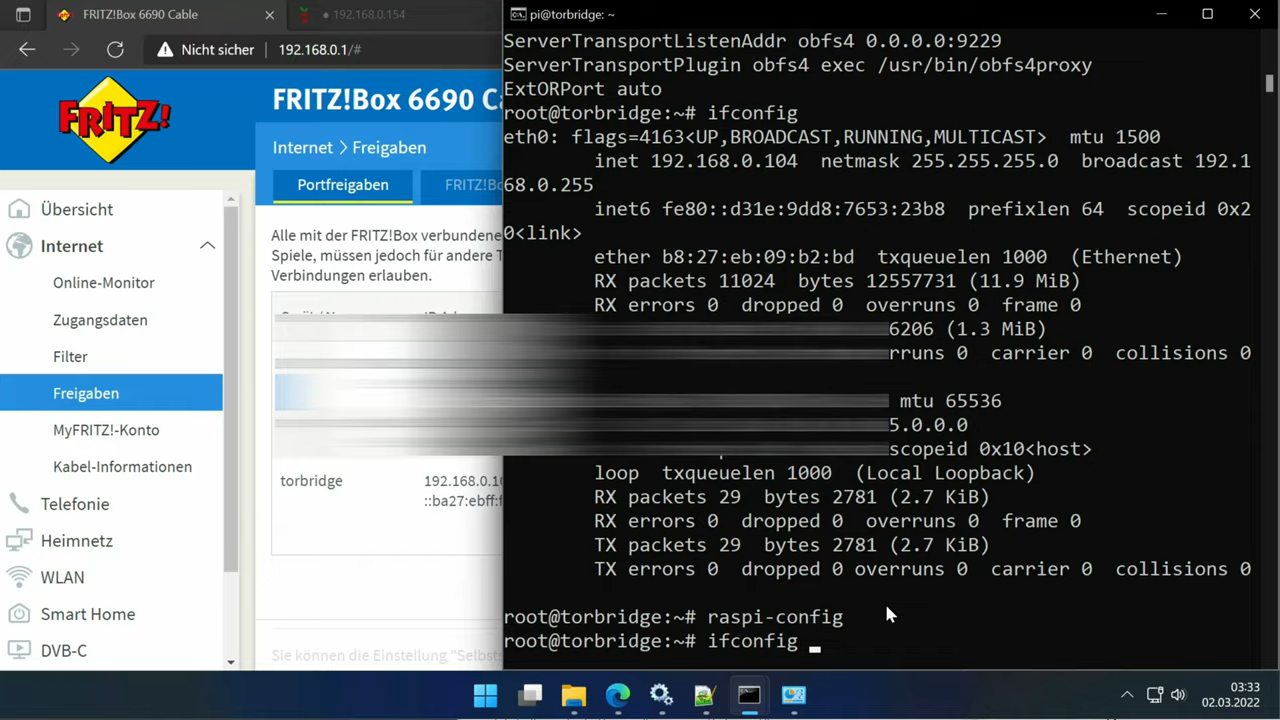 FRITZ!Box 6690 Cable
192.168.0.154
pi@torbridge: ~
Nicht sicher
192.168.0.1/#
FRITZ!
FRITZ!Box 6690
Internet > Freigaben
Portfreigaben
Übersicht
Internet
Online-Monitor
Zugangsdaten
Filter
Freigaben
MyFRITZ!-Konto
Kabel-Informationen
Telefonie
Heimnetz
WLAN
Smart Home
DVB-C
Alle mit der FRITZ!Box verbundene
Spiele, müssen jedoch für andere
Verbindungen erlauben.
torbridge
192.168.0.1
::ba27:ebff:f
Sie können die Einstellung "Selbsts
ServerTransportListenAddr obfs4 0.0.0.0:9229
ServerTransportPlugin obfs4 exec /usr/bin/obfs4proxy
ExtORPort auto
root@torbridge:~# ifconfig
eth0: flags=4163<UP,BROADCAST,RUNNING,MULTICAST>  mtu 1500
inet 192.168.0.104  netmask 255.255.255.0  broadcast 192.1
68.0.255
inet6 fe80::d31e:9dd8:7653:23b8  prefixlen 64  scopeid 0x2
0<link>
ether b8:27:eb:09:b2:bd  txqueuelen 1000  (Ethernet)
RX packets 11024  bytes 12557731 (11.9 MiB)
RX errors 0  dropped 0  overruns 0  frame 0
6206 (1.3 MiB)
rruns 0  carrier 0  collisions 0
mtu 65536
5.0.0.0
scopeid 0x10<host>
loop  txqueuelen 1000  (Local Loopback)
RX packets 29  bytes 2781 (2.7 KiB)
RX errors 0  dropped 0  overruns 0  frame 0
TX packets 29  bytes 2781 (2.7 KiB)
TX errors 0  dropped 0 overruns 0  carrier 0  collisions 0
root@torbridge:~# raspi-config
root@torbridge:~# ifconfig
03:33
02.03.2022